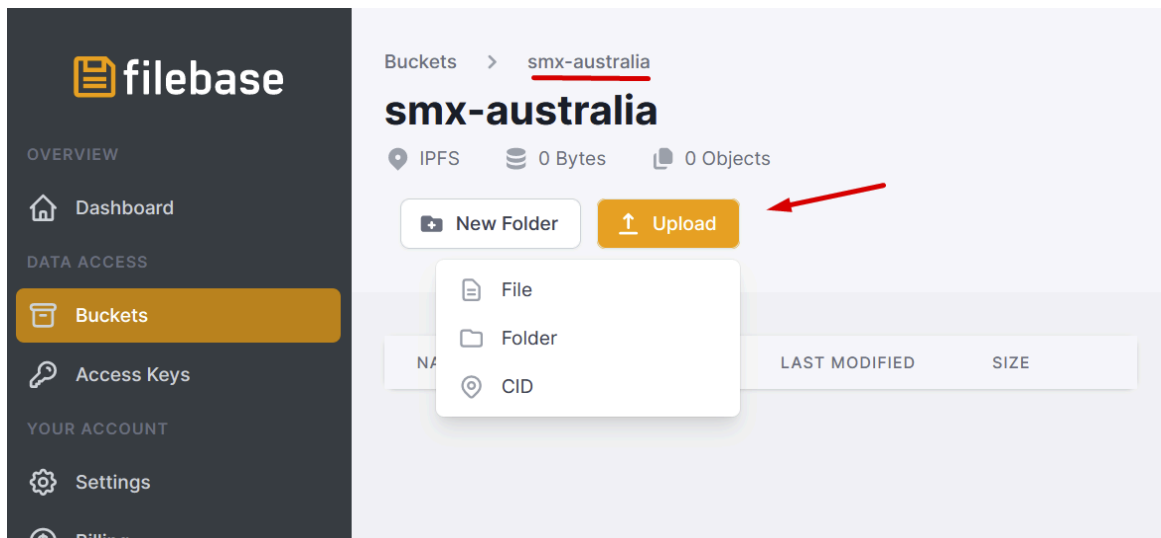 filebase
OVERVIEW
Dashboard
DATA ACCESS
Buckets
Access Keys
YOUR ACCOUNT
Settings
Buckets > smx-australia
smx-australia
IPFS 0 Bytes 0 Objects
New Folder Upload
File
Folder
CID
LAST MODIFIED SIZE